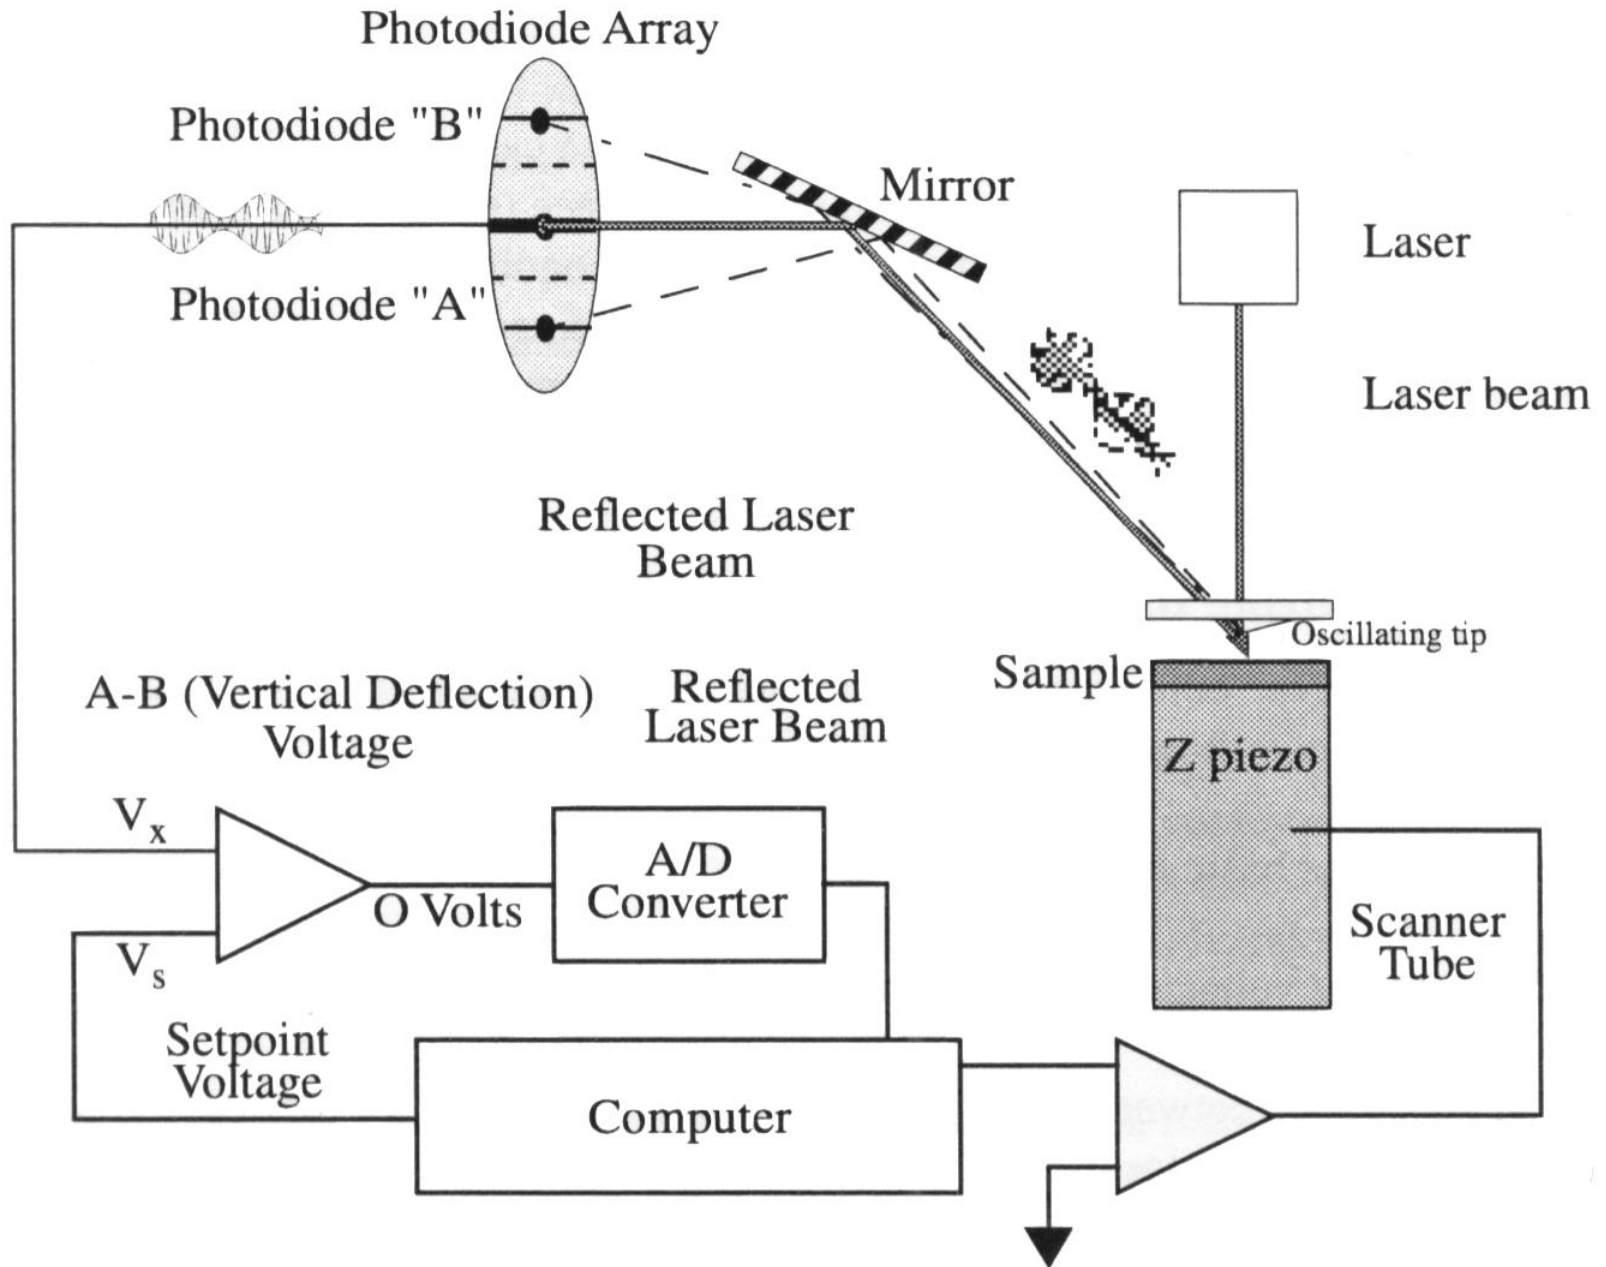 Photodiode Array
Photodiode "B"
Mirror
Laser
Photodiode "A"
Laser beam
Reflected Laser
Beam
Oscillating tip
Sample
A-B (Vertical Deflection)
Voltage
Reflected
Laser Beam
Z piezo
Vx
A/D
Converter
O Volts
Vs
Scanner
Tube
Setpoint
Voltage
Computer